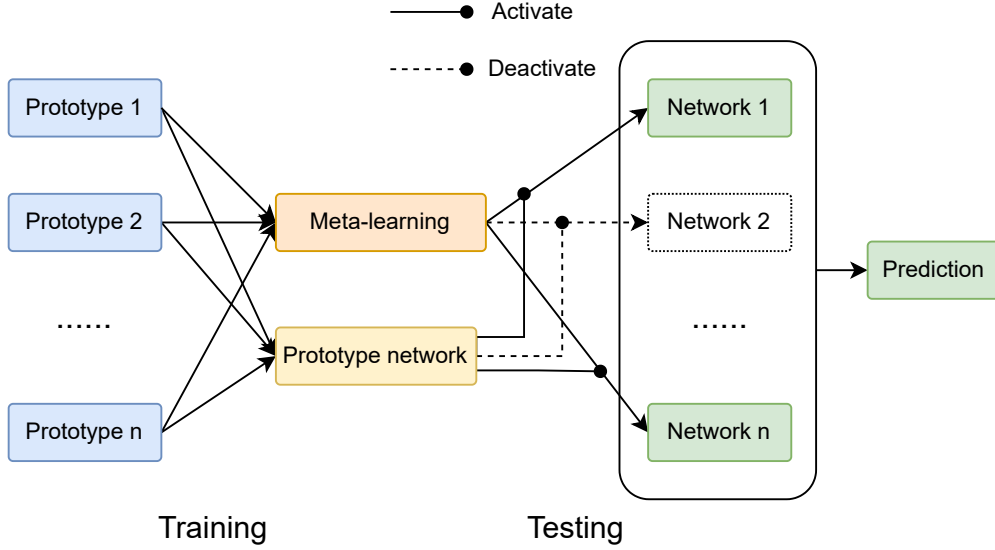 Activate
Deactivate
Prototype 1
Network 1
Prototype 2
Meta-learning
Network 2
Prediction
......
......
Prototype network
Prototype n
Network n
Training
Testing